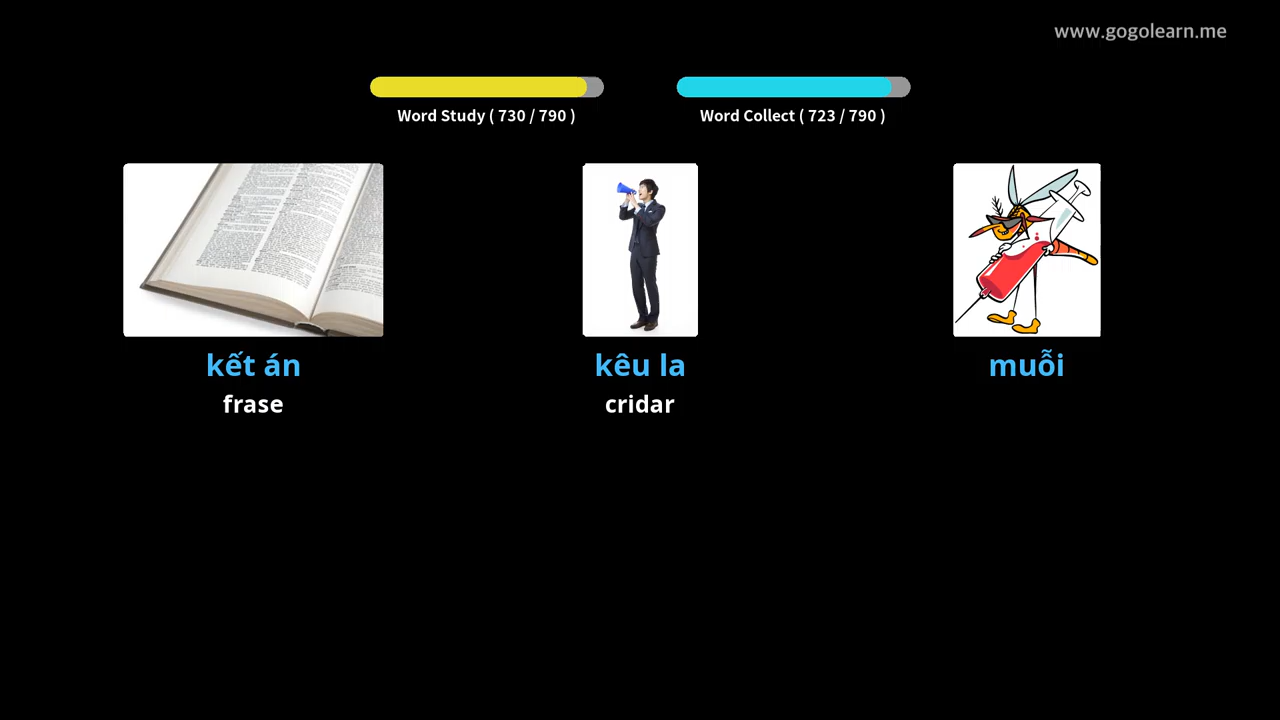 www.gogolearn.me
Word Study ( 730 / 790 )
Word Collect ( 723 / 790 )
kết án
kêu la
muỗi
frase
cridar